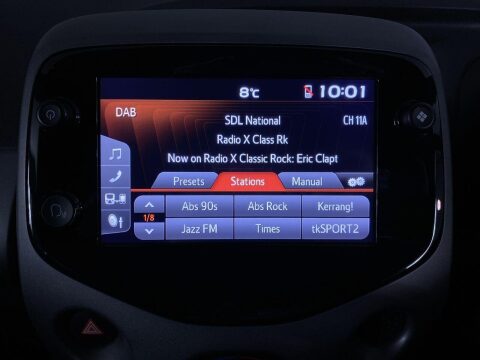 8°C 10:01
DAB
SDL National CH 11A
Radio X Class Rk
Now on Radio X Classic Rock: Eric Clapt
Presets Stations Manual
Abs 90s Abs Rock Kerrang!
1/8
Jazz FM Times tkSPORT2